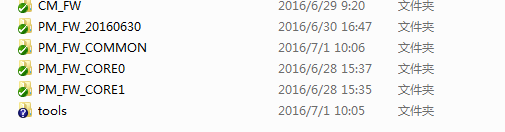 CM_FW 2016/6/29 9:20 文件夹
PM_FW_20160630 2016/6/30 16:47 文件夹
PM_FW_COMMON 2016/7/1 10:06 文件夹
PM_FW_CORE0 2016/6/28 15:37 文件夹
PM_FW_CORE1 2016/6/28 15:35 文件夹
tools 2016/7/1 10:05 文件夹